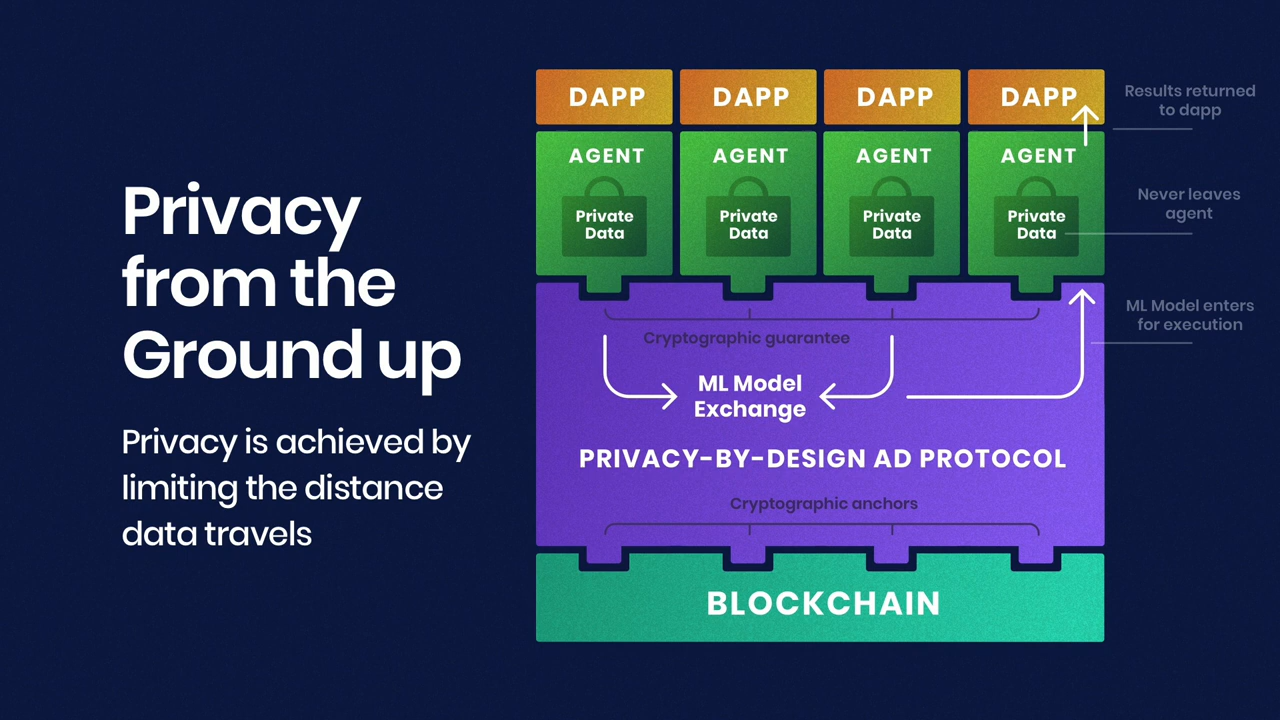 Privacy
from the
Ground up
Privacy is achieved by
limiting the distance
data travels
DAPP DAPP DAPP DAPP
Results returned
to dapp
AGENT AGENT AGENT AGENT
Private
Data
Private
Data
Private
Data
Private
Data
Never leaves
agent
ML Model enters
for execution
Cryptographic guarantee
ML Model
Exchange
PRIVACY-BY-DESIGN AD PROTOCOL
Cryptographic anchors
BLOCKCHAIN